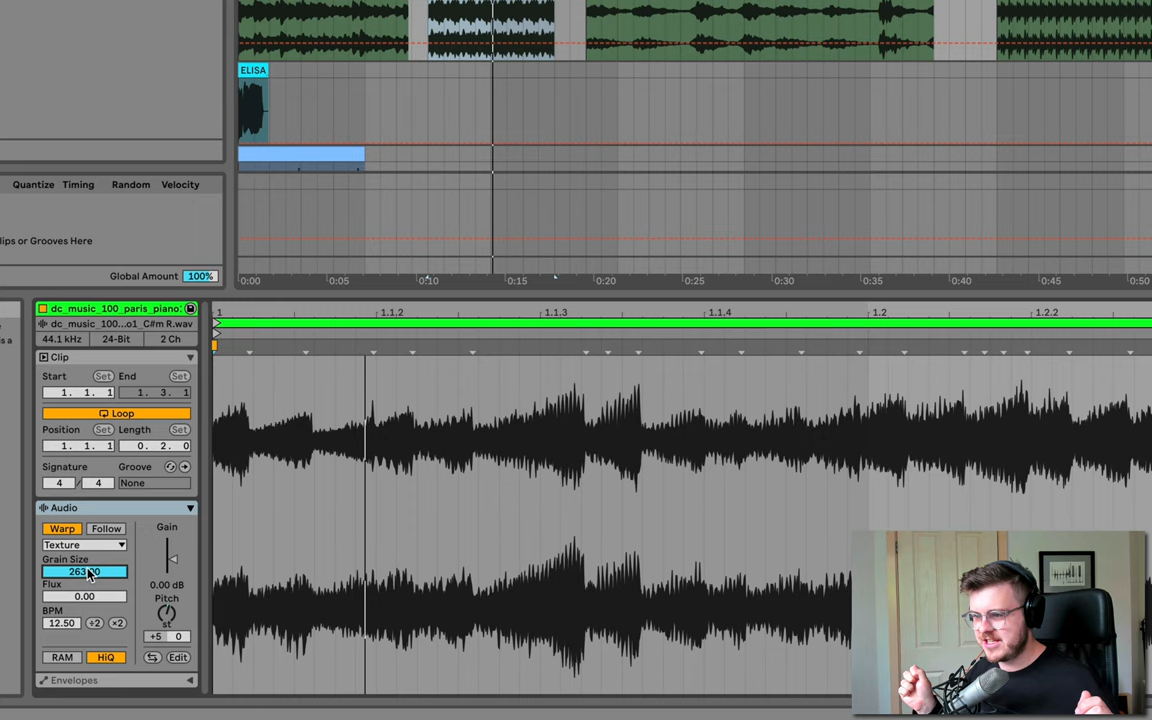 ELISA
Quantize Timing Random Velocity
lips or Grooves Here
Global Amount 100%
0:00 0:05 0:10 0:15 0:20 0:25 0:30 0:35 0:40 0:45 0:50
dc_music_100_paris_piano
dc_music_100...o1_C#m R.wav
44.1 kHz 24-Bit 2 Ch
1 1.1.2 1.1.3 1.1.4 1.2 1.2.2
Clip
Start Set End Set
1. 1. 1 1. 3. 1
Loop
Position Set Length Set
1. 1. 1 0. 2. 0
Signature Groove
4 / 4 None
Audio
Warp Follow Gain
Texture
Grain Size
Flux 0.00 dB
0.00 Pitch
BPM st
12.50 ÷2 ×2
+5 0
RAM HiQ Edit
Envelopes